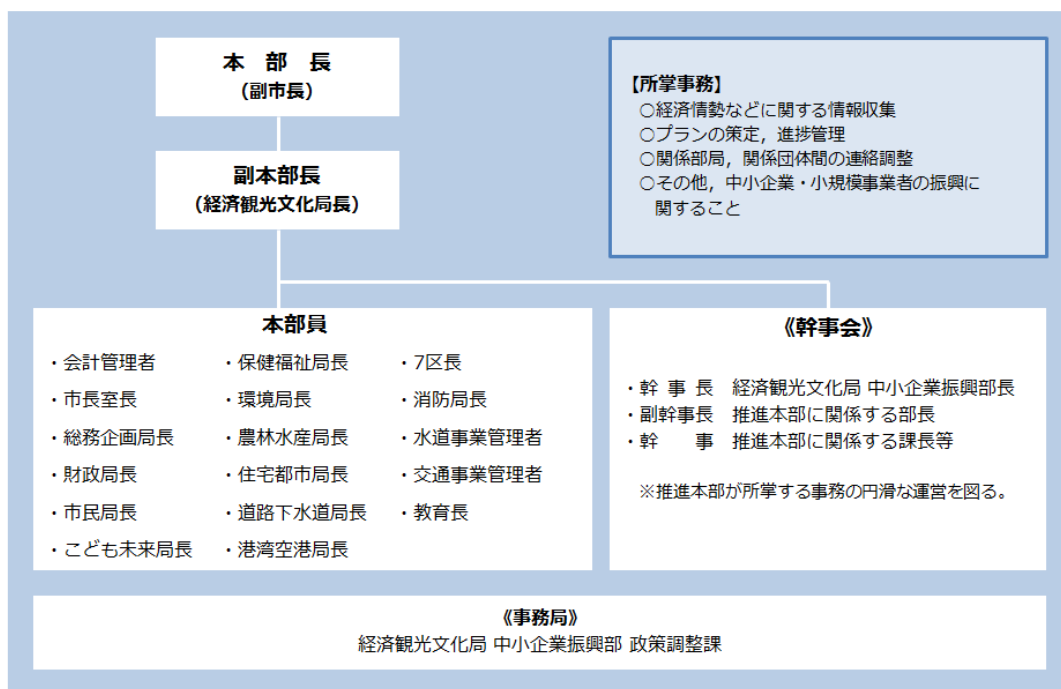 本　部　長
(副市長)
副本部長
(経済観光文化局長)
【所掌事務】
○経済情勢などに関する情報収集
○プランの策定，進捗管理
○関係部局，関係団体間の連絡調整
○その他，中小企業・小規模事業者の振興に
関すること
本部員
・会計管理者
・市長室長
・総務企画局長
・財政局長
・市民局長
・こども未来局長
・保健福祉局長
・環境局長
・農林水産局長
・住宅都市局長
・道路下水道局長
・港湾空港局長
・7区長
・消防局長
・水道事業管理者
・交通事業管理者
・教育長
《幹事会》
・幹 事 長　経済観光文化局 中小企業振興部長
・副幹事長　推進本部に関係する部長
・幹　　事　推進本部に関係する課長等
※推進本部が所掌する事務の円滑な運営を図る。
《事務局》
経済観光文化局 中小企業振興部 政策調整課